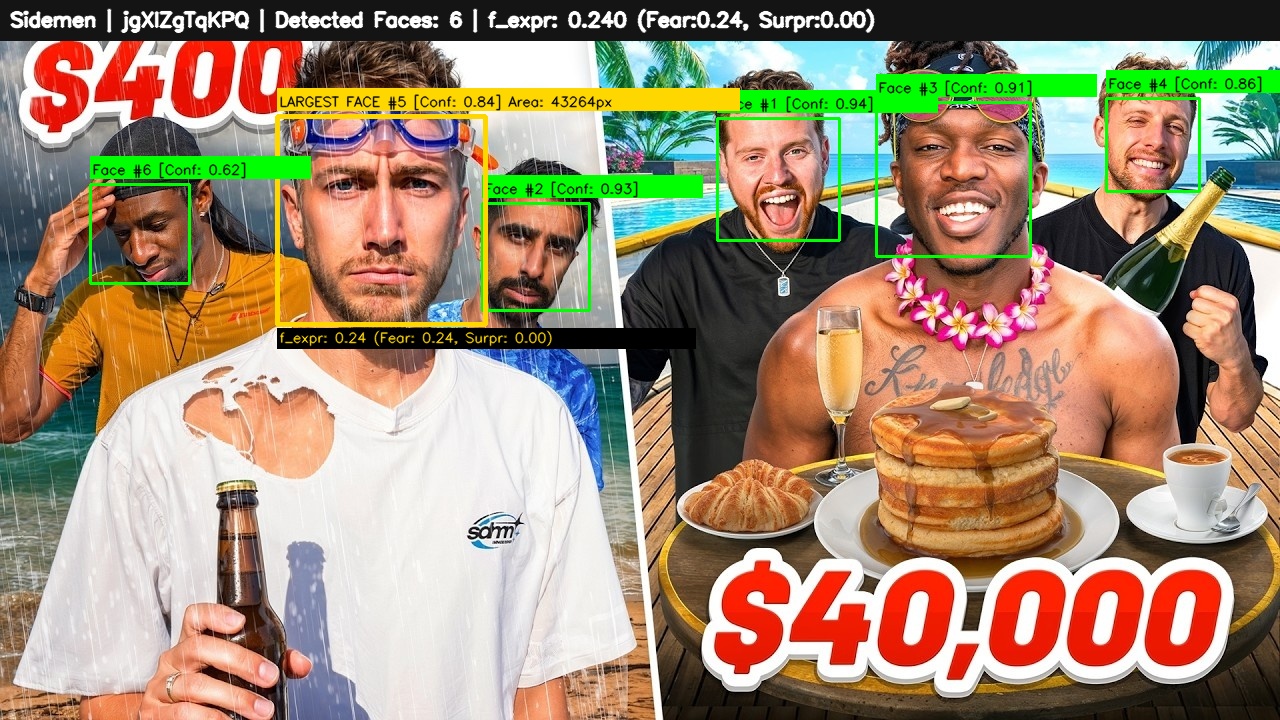 Sidemen | jgXIZgTqKPQ | Detected Faces: 6 | f_expr: 0.240 (Fear:0.24, Surpr:0.00)
$400
LARGEST FACE #5 [Conf: 0.84] Area: 43264px
ce #1 [Conf: 0.94]
Face #3 [Conf: 0.91]
Face #4 [Conf: 0.86]
Face #6 [Conf: 0.62]
Face #2 [Conf: 0.93]
f_expr: 0.24 (Fear: 0.24, Surpr: 0.00)
Knowledge
sdmn
$40,000